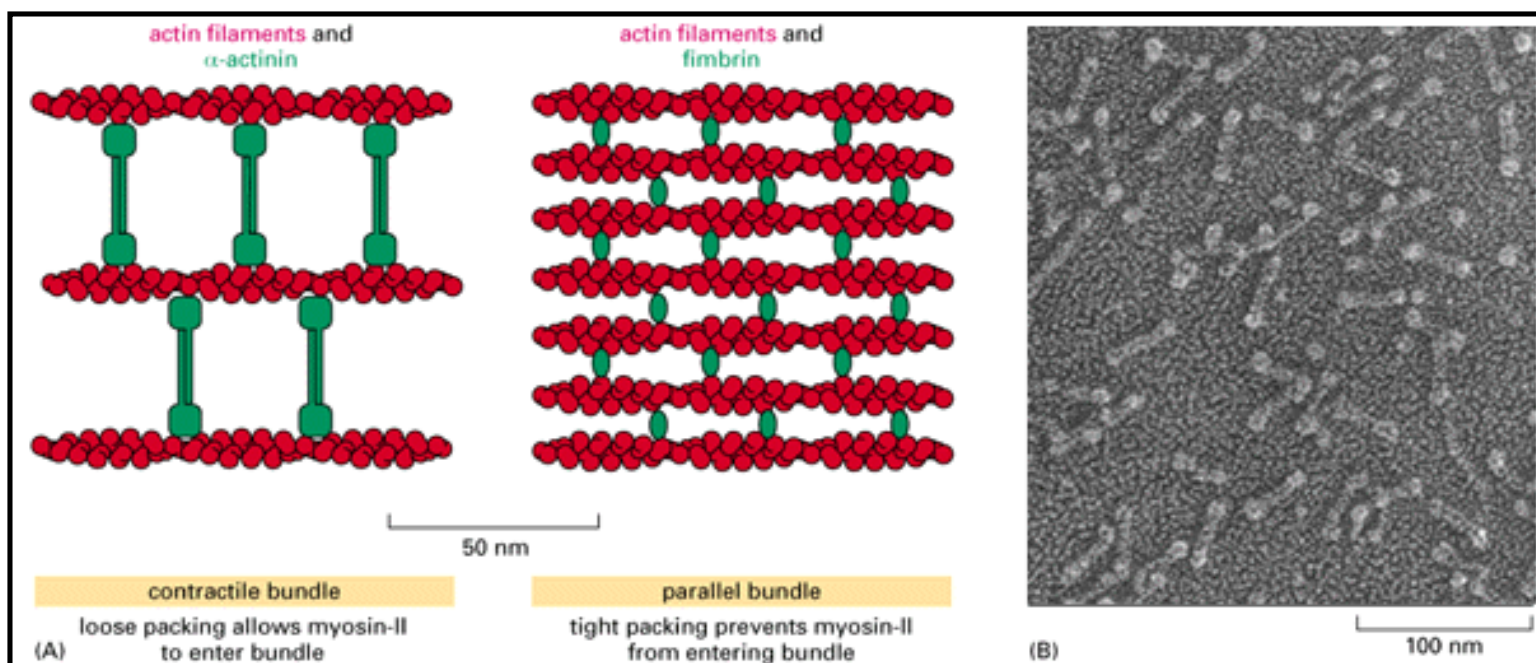 actin filaments and
α-actinin
actin filaments and
fimbrin
50 nm
contractile bundle
parallel bundle
loose packing allows myosin-II
to enter bundle
tight packing prevents myosin-II
from entering bundle
(A)
(B)
100 nm